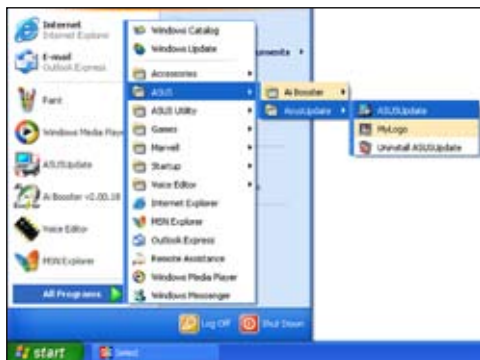 Internet
Internet Explorer
E-mail
Outlook Express
Paint
Windows Media Player
ASUSUpdate
Ai Booster v2.00.18
Voice Editor
MSN Explorer
All Programs
Windows Catalog
Windows Update
Accessories
ASUS
ASUS Utility
Games
Marvell
Startup
Voice Editor
Internet Explorer
MSN Explorer
Outlook Express
Remote Assistance
Windows Media Player
Windows Messenger
Ai Booster
AsusUpdate
ASUSUpdate
MyLogo
Uninstall ASUSUpdate
Log Off
Shut Down
start